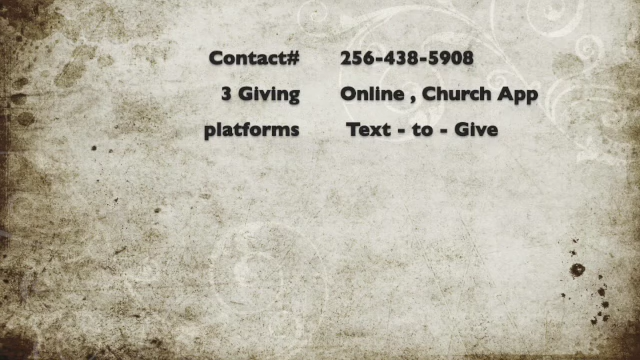 Contact# 256-438-5908
3 Giving Online , Church App
platforms Text - to - Give